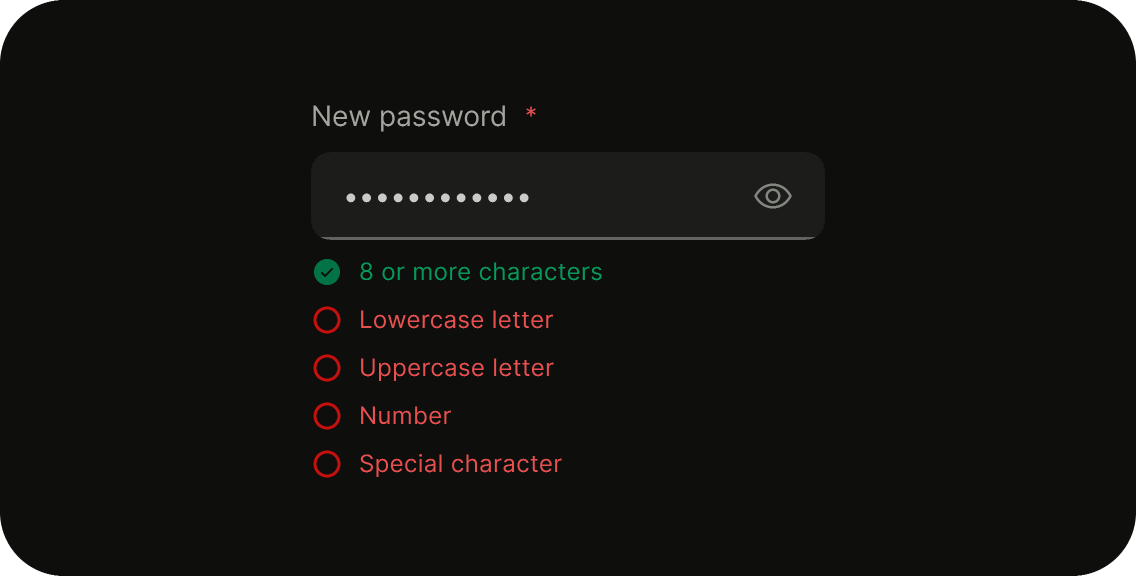 New password *
••••••••••••
8 or more characters
Lowercase letter
Uppercase letter
Number
Special character